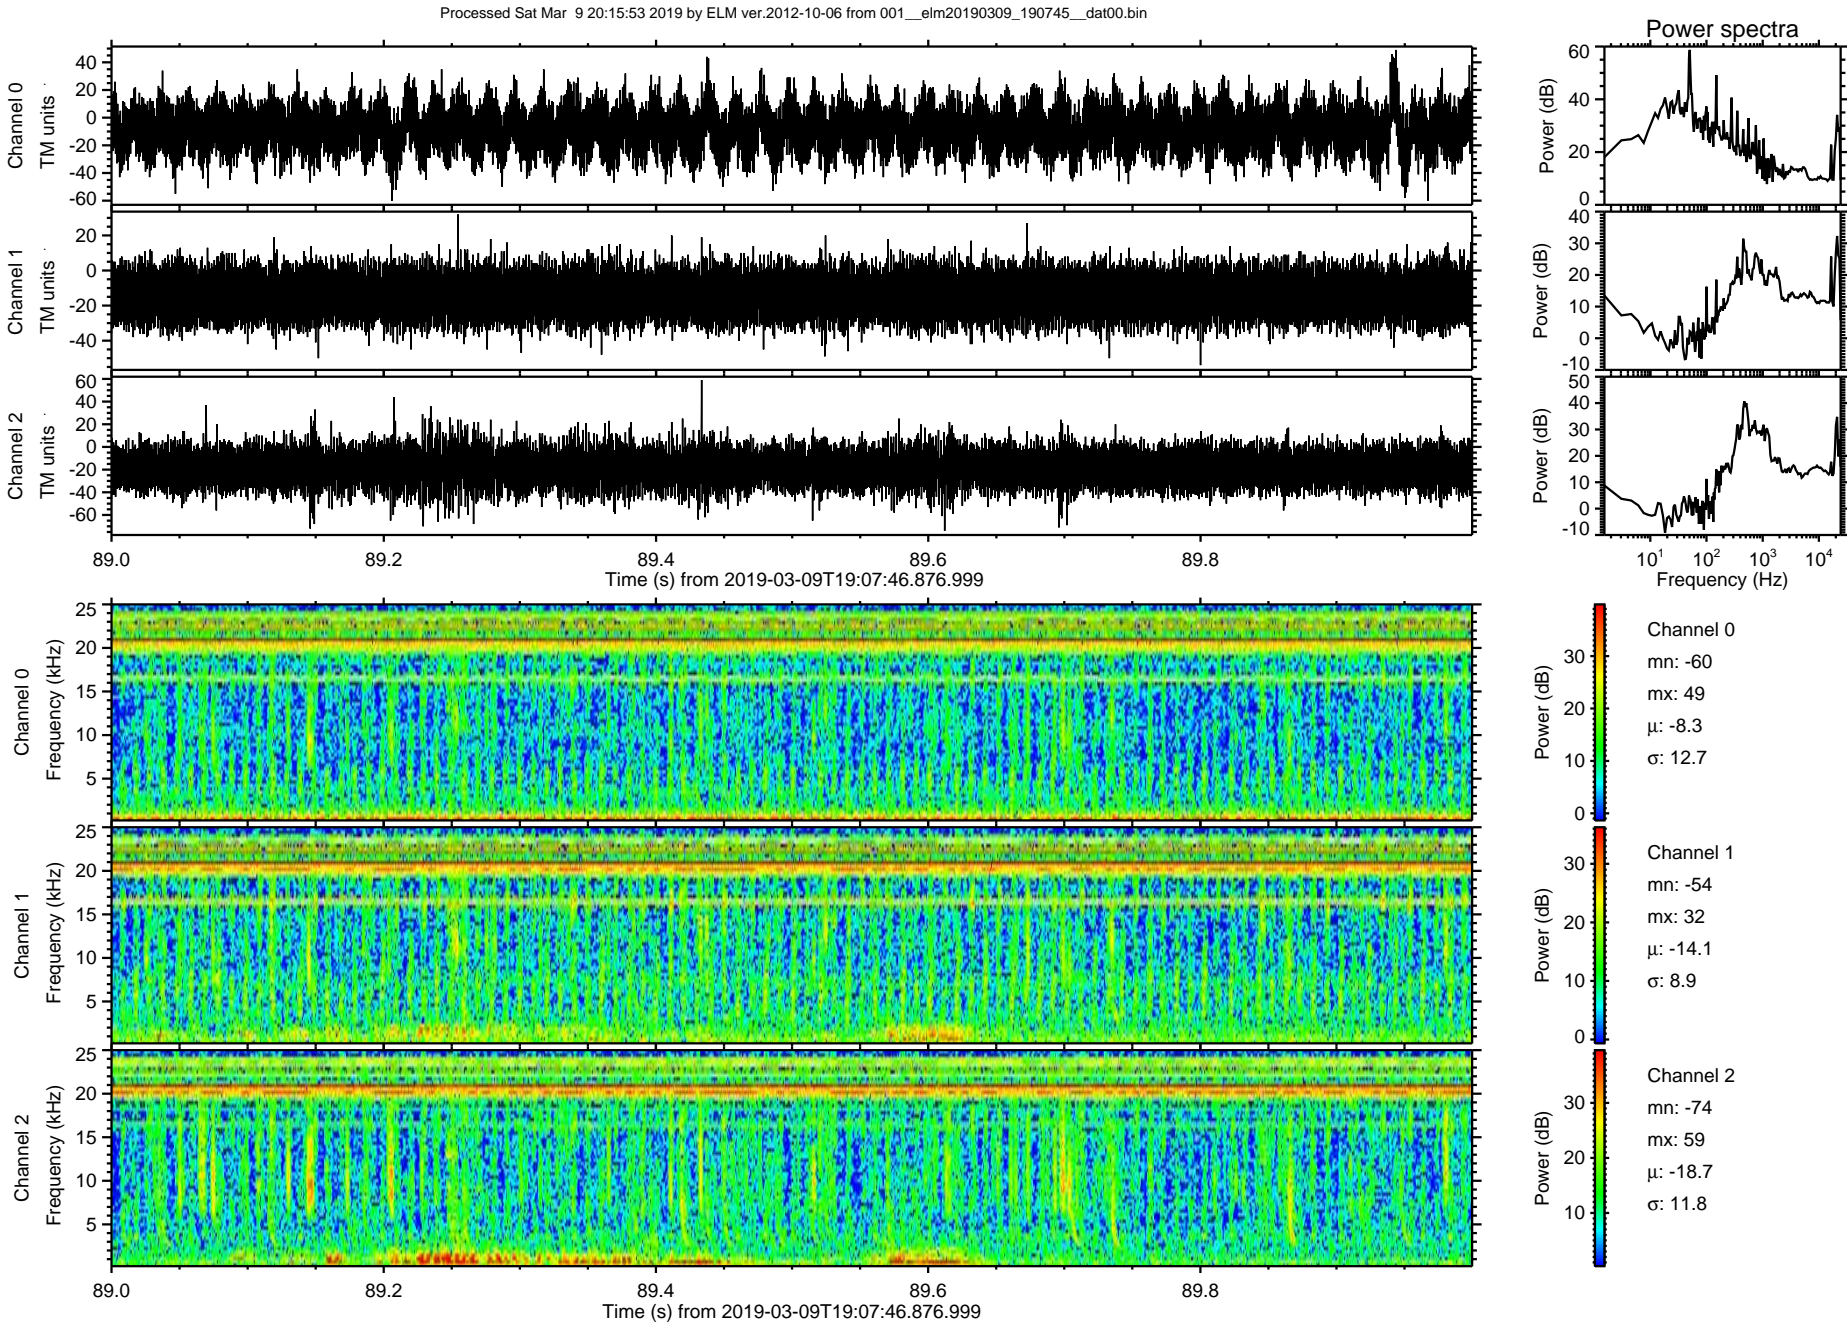 Processed Sat Mar 9 20:15:53 2019 by ELM ver.2012-10-06 from 001__elm20190309_190745__dat00.bin
Power spectra
Channel 0
TM units
40
20
0
-20
-40
-60
Power (dB)
60
40
20
0
Channel 1
TM units
20
0
-20
-40
Power (dB)
40
30
20
10
0
-10
Channel 2
TM units
60
40
20
0
-20
-40
-60
Power (dB)
50
40
30
20
10
0
-10
89.0
89.2
89.4
89.6
89.8
Time (s) from 2019-03-09T19:07:46.876.999
10^1
10^2
10^3
10^4
Frequency (Hz)
Channel 0
Frequency (kHz)
25
20
15
10
5
Power (dB)
30
20
10
0
Channel 0
mn: -60
mx: 49
μ: -8.3
σ: 12.7
Channel 1
Frequency (kHz)
25
20
15
10
5
Power (dB)
30
20
10
0
Channel 1
mn: -54
mx: 32
μ: -14.1
σ: 8.9
Channel 2
Frequency (kHz)
25
20
15
10
5
Power (dB)
30
20
10
Channel 2
mn: -74
mx: 59
μ: -18.7
σ: 11.8
89.0
89.2
89.4
89.6
89.8
Time (s) from 2019-03-09T19:07:46.876.999